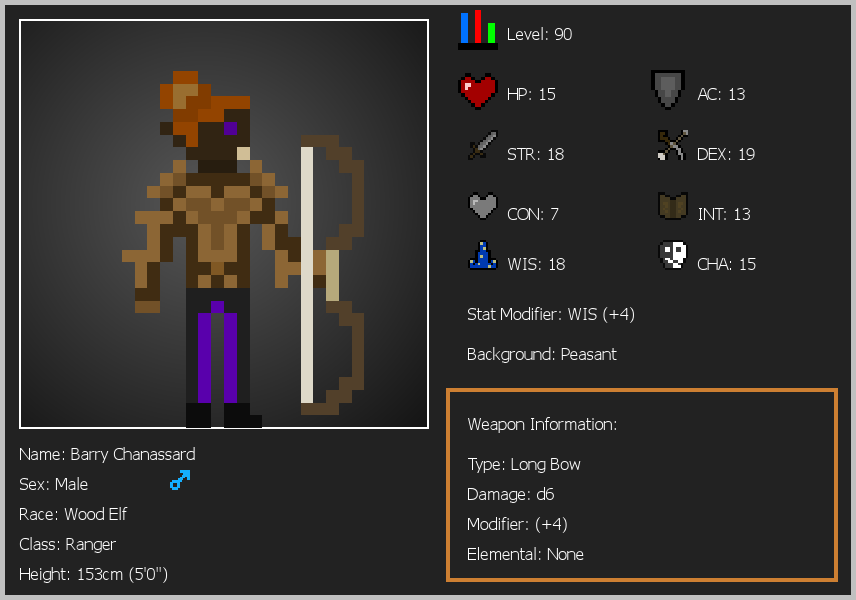 Level: 90
HP: 15
AC: 13
STR: 18
DEX: 19
CON: 7
INT: 13
WIS: 18
CHA: 15
Stat Modifier: WIS (+4)
Background: Peasant
Weapon Information:
Type: Long Bow
Damage: d6
Modifier: (+4)
Elemental: None
Name: Barry Chanassard
Sex: Male
Race: Wood Elf
Class: Ranger
Height: 153cm (5'0")